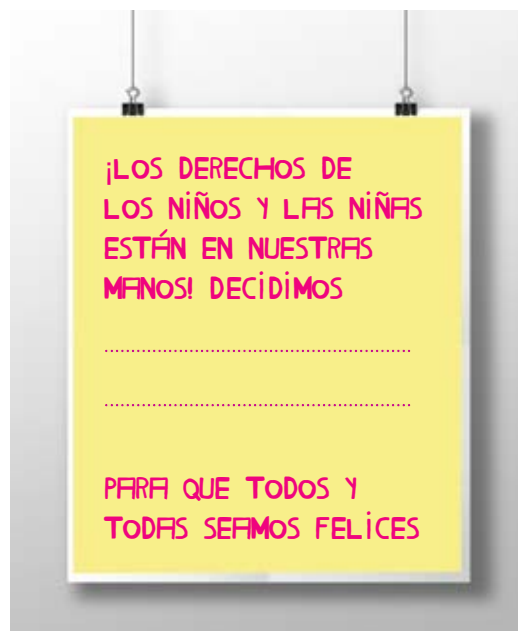 ¡LOS DERECHOS DE
LOS NIÑOS Y LAS NIÑAS
ESTÁN EN NUESTRAS
MANOS! DECIDIMOS
.........................................................
.........................................................
PARA QUE TODOS Y
TODAS SEAMOS FELICES